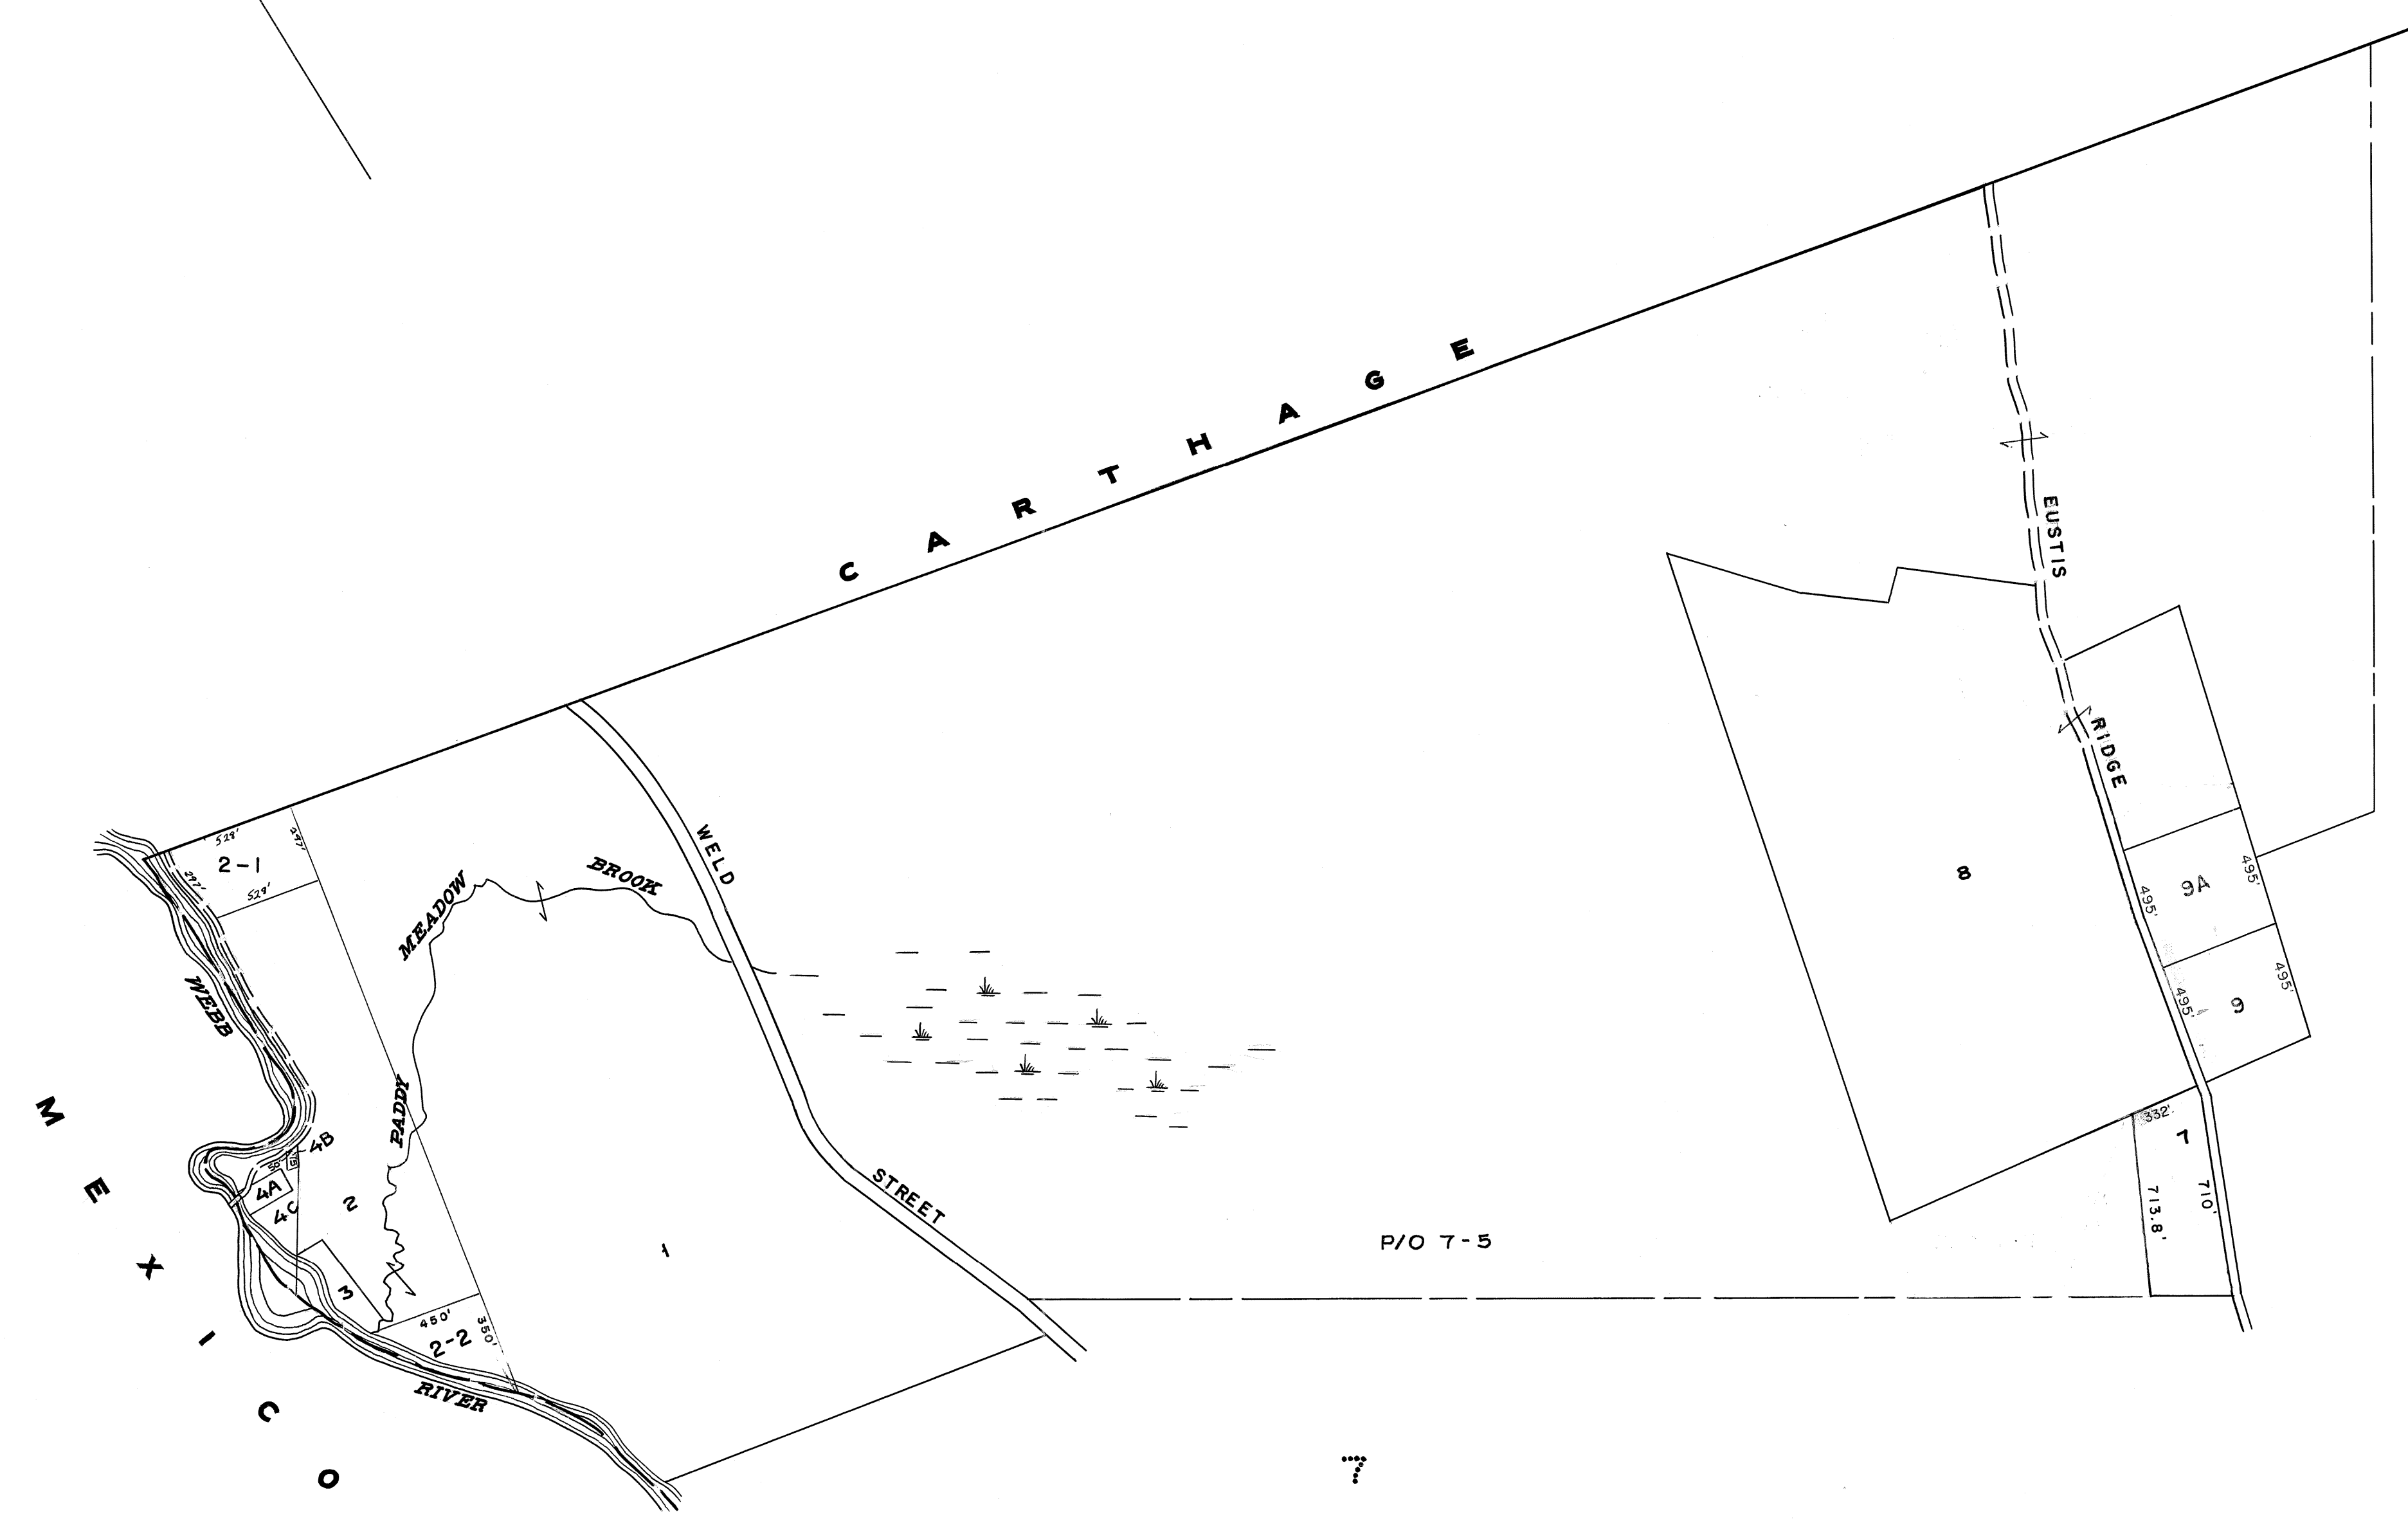 CARTHAGE
EUSTIS
RIDGE
WELD
STREET
528'
297'
2-1
297'
528'
MEADOW
BROOK
PADDY
WEBB
RIVER
MEXICO
4B
50
75
4A
4C
2
3
1
450'
350'
2-2
8
495'
9A
495'
495'
9
495'
332'
7
713.8'
710'
P/O 7-5
7